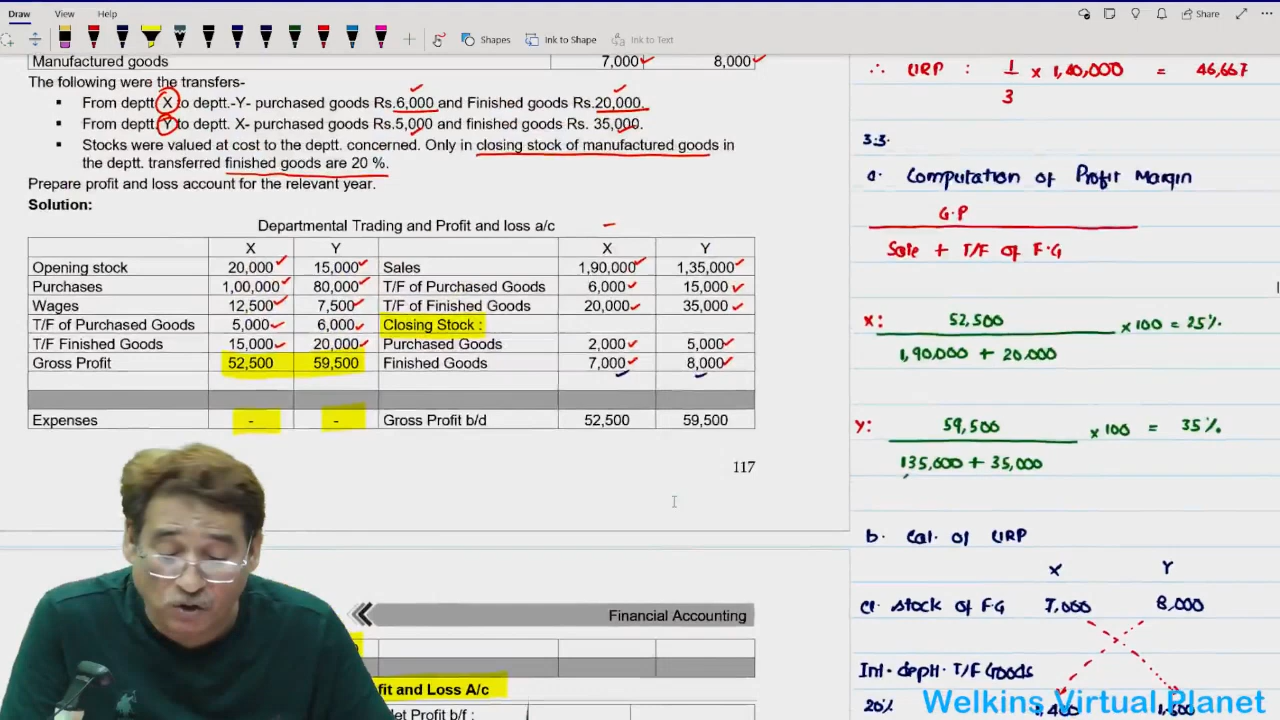 Draw View Help
Share
Shapes Ink to Shape Ink to Text
Manufactured goods 7,000 8,000
The following were the transfers-
▪ From deptt. X to deptt.-Y- purchased goods Rs.6,000 and Finished goods Rs.20,000.
▪ From deptt. Y to deptt. X- purchased goods Rs.5,000 and finished goods Rs. 35,000.
▪ Stocks were valued at cost to the deptt. concerned. Only in closing stock of manufactured goods in
the deptt. transferred finished goods are 20 %.
Prepare profit and loss account for the relevant year.
Solution:
Departmental Trading and Profit and loss a/c
X Y X Y
Opening stock 20,000 15,000 Sales 1,90,000 1,35,000
Purchases 1,00,000 80,000 T/F of Purchased Goods 6,000 15,000
Wages 12,500 7,500 T/F of Finished Goods 20,000 35,000
T/F of Purchased Goods 5,000 6,000 Closing Stock :
T/F Finished Goods 15,000 20,000 Purchased Goods 2,000 5,000
Gross Profit 52,500 59,500 Finished Goods 7,000 8,000
Expenses - - Gross Profit b/d 52,500 59,500
117
Financial Accounting
fit and Loss A/c
et Profit b/f :
∴ URP : 1/3 x 1,40,000 = 46,667
33.
a. Computation of Profit Margin
G.P
Sale + T/F of F.G
X: 52,500
x 100 = 25%
1,90,000 + 20,000
Y: 59,500
x 100 = 35%
135,000 + 35,000
b. Cal. of URP
X Y
Cl. stock of F.G 7,000 8,000
Int. deptt. T/F Goods
20%
Welkins Virtual Planet